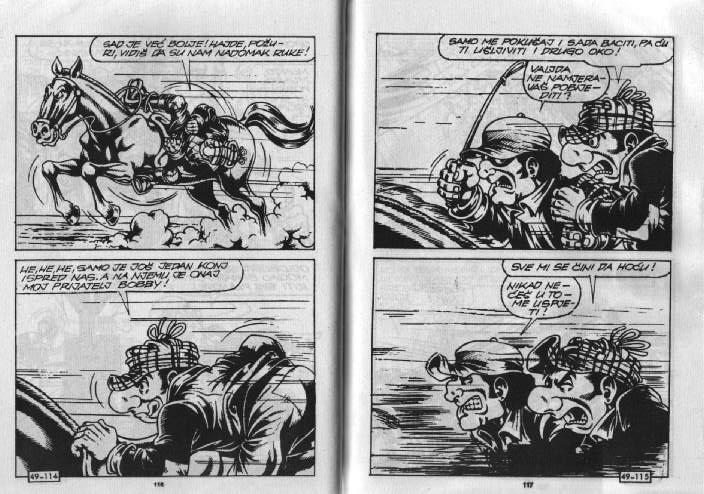 SAD JE VEĆ BOLJE! HAJDE, POŽU-
RI, VIDIŠ DA SU NAM NADOMAK RUKE!
HE, HE, HE, SAMO JE JOŠ JEDAN KONJ
ISPRED NAS. A NA NJEMU JE ONAJ
MOJ PRIJATELJ BOBBY!
49-114
116
SAMO ME POKUŠAJ I SADA BACITI, PA ĆU
TI UŠLJIVITI I DRUGO OKO!
VALJDA
NE NAMJERA-
VAŠ POBIJE-
DITI?
SVE MI SE ČINI DA HOĆU!
NIKAD NE-
ĆEŠ U TO-
ME USPJE-
TI!
117
49-115